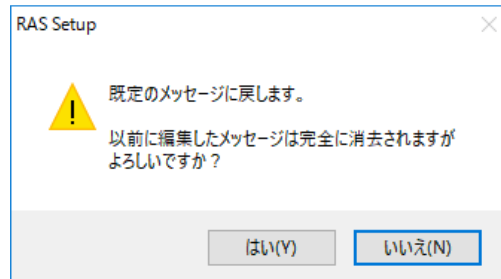 RAS Setup
既定のメッセージに戻します。
以前に編集したメッセージは完全に消去されますが
よろしいですか？
はい(Y)
いいえ(N)